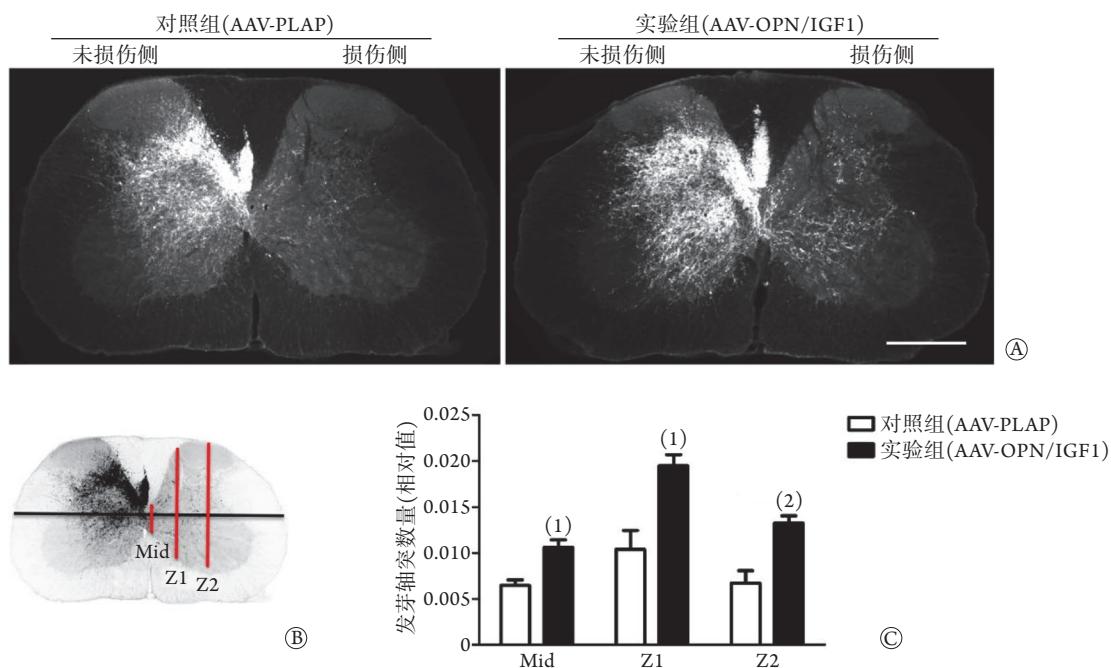 对照组(AAV-PLAP)
实验组(AAV-OPN/IGF1)
未损伤侧
损伤侧
未损伤侧
损伤侧
Ⓐ
Mid
Z1
Z2
Ⓑ
发芽轴突数量(相对值)
0.025
0.020
0.015
0.010
0.005
0
(1)
(1)
(2)
Mid
Z1
Z2
对照组(AAV-PLAP)
实验组(AAV-OPN/IGF1)
Ⓒ